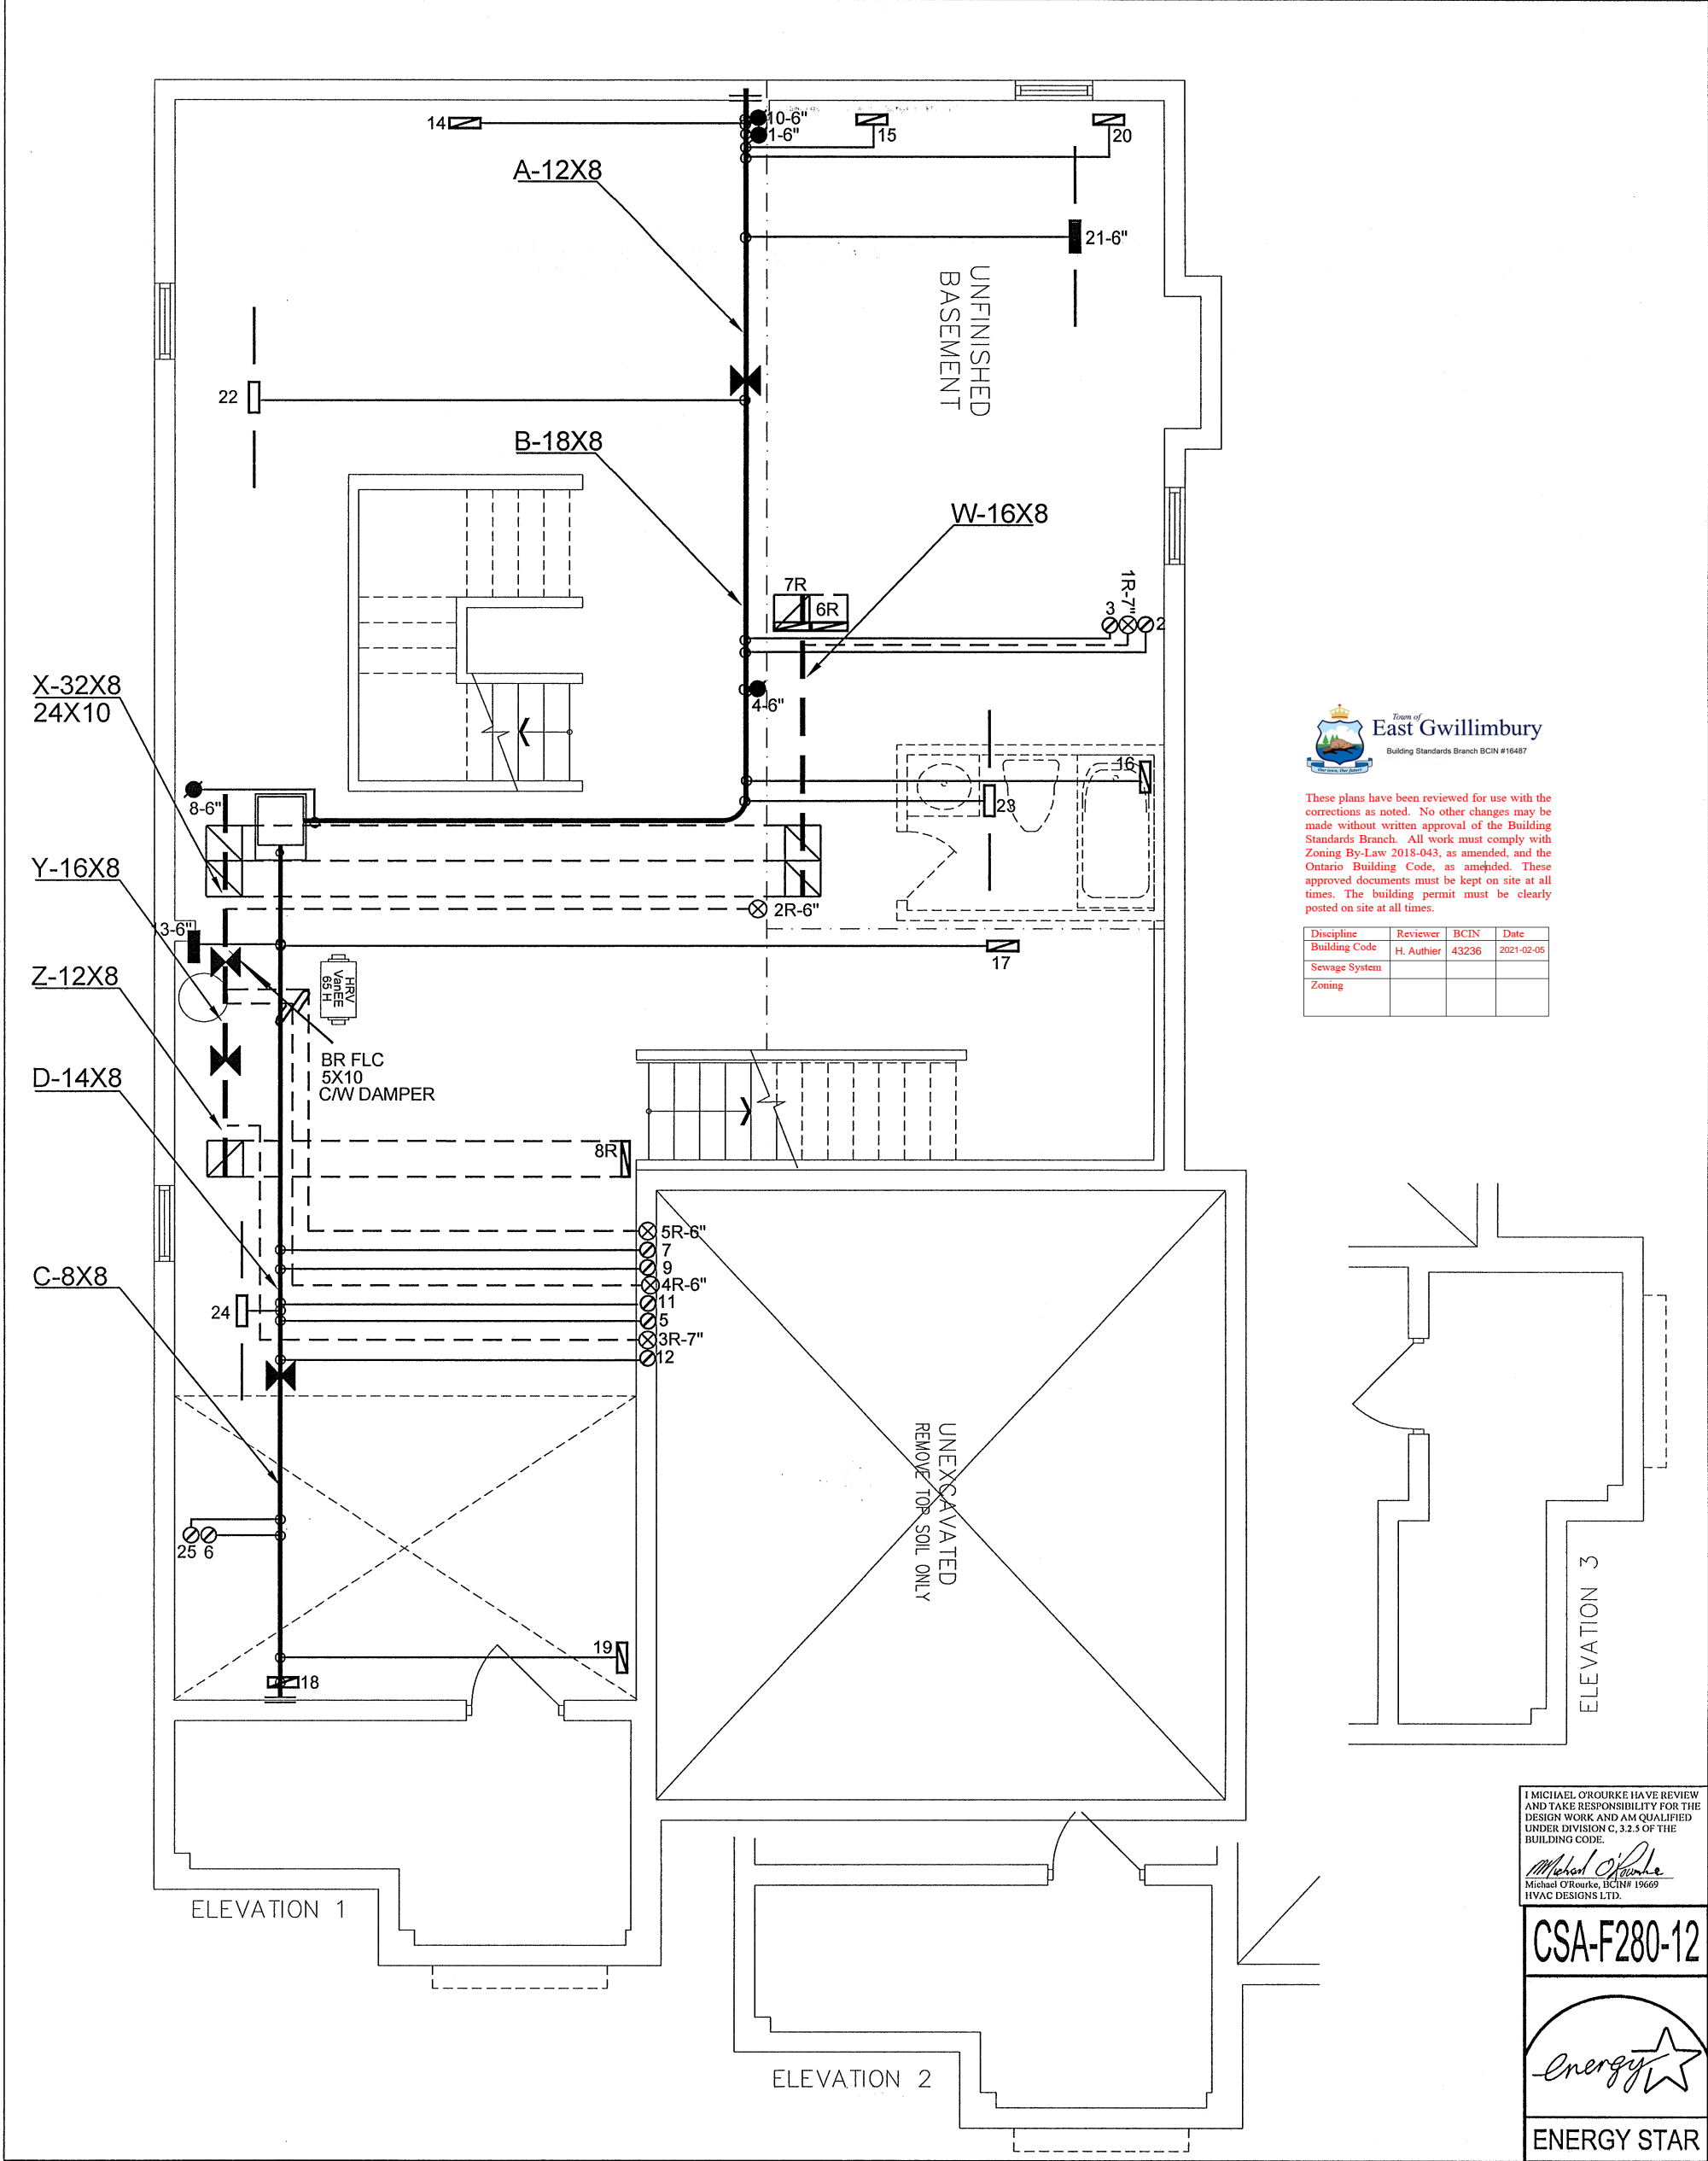 14
10-6"
1-6"
15
20
A-12X8
21-6"
UNFINISHED
BASEMENT
22
B-18X8
W-16X8
7R
6R
1R-7"
3
2
X-32X8
24X10
4-6"
16
8-6"
23
Y-16X8
2R-6"
3-6"
17
Z-12X8
HRV
VanEE
65 H
BR FLC
5X10
C/W DAMPER
D-14X8
8R
5R-6"
7
9
C-8X8
4R-6"
24
11
5
3R-7"
12
UNEXCAVATED
REMOVE TOP SOIL ONLY
25 6
19
18
ELEVATION 1
ELEVATION 2
ELEVATION 3
Town of
East Gwillimbury
Our town, Our future
Building Standards Branch BCIN #16487
These plans have been reviewed for use with the
corrections as noted. No other changes may be
made without written approval of the Building
Standards Branch. All work must comply with
Zoning By-Law 2018-043, as amended, and the
Ontario Building Code, as amended. These
approved documents must be kept on site at all
times. The building permit must be clearly
posted on site at all times.
Discipline Reviewer BCIN Date
Building Code H. Authier 43236 2021-02-05
Sewage System
Zoning
I MICHAEL O'ROURKE HAVE REVIEW
AND TAKE RESPONSIBILITY FOR THE
DESIGN WORK AND AM QUALIFIED
UNDER DIVISION C, 3.2.5 OF THE
BUILDING CODE.
Michael O'Rourke
Michael O'Rourke, BCIN# 19669
HVAC DESIGNS LTD.
CSA-F280-12
energy
ENERGY STAR